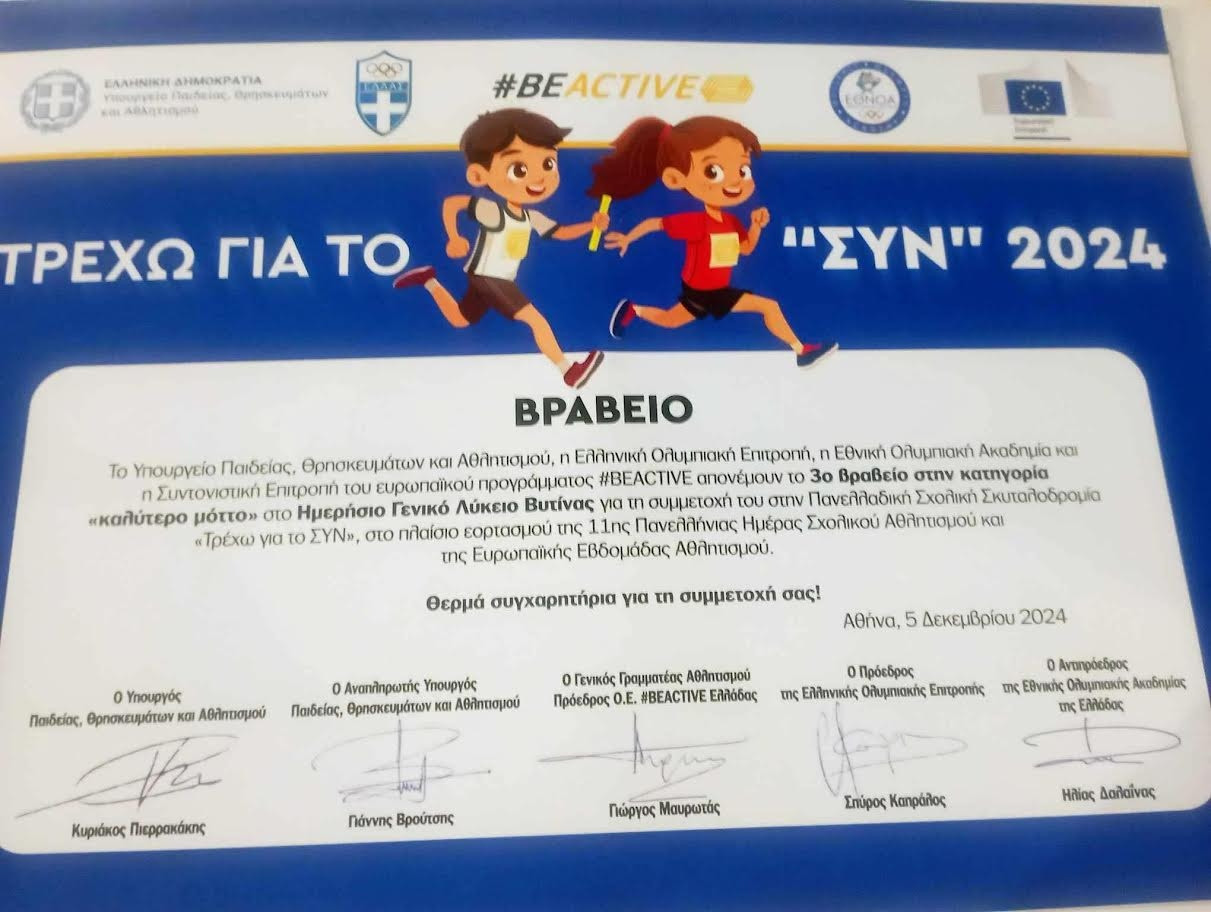 ΕΛΛΗΝΙΚΗ ΔΗΜΟΚΡΑΤΙΑ
Υπουργείο Παιδείας, Θρησκευμάτων
και Αθλητισμού
ΕΛΛΑΣ
#BEACTIVE
ΕΘΝΟΑ
ΤΡΕΧΩ ΓΙΑ ΤΟ "ΣΥΝ" 2024
ΒΡΑΒΕΙΟ
Το Υπουργείο Παιδείας, Θρησκευμάτων και Αθλητισμού, η Ελληνική Ολυμπιακή Επιτροπή, η Εθνική Ολυμπιακή Ακαδημία και
η Συντονιστική Επιτροπή του ευρωπαϊκού προγράμματος #BEACTIVE απονέμουν το 3ο βραβείο στην κατηγορία
«καλύτερο μόττο» στο Ημερήσιο Γενικό Λύκειο Βυτίνας για τη συμμετοχή του στην Πανελλαδική Σχολική Σκυταλοδρομία
«Τρέχω για το ΣΥΝ», στο πλαίσιο εορτασμού της 11ης Πανελλήνιας Ημέρας Σχολικού Αθλητισμού και
της Ευρωπαϊκής Εβδομάδας Αθλητισμού.
Θερμά συγχαρητήρια για τη συμμετοχή σας!
Αθήνα, 5 Δεκεμβρίου 2024
Ο Υπουργός
Παιδείας, Θρησκευμάτων και Αθλητισμού
Κυριάκος Πιερρακάκης
Ο Αναπληρωτής Υπουργός
Παιδείας, Θρησκευμάτων και Αθλητισμού
Γιάννης Βρούτσης
Ο Γενικός Γραμματέας Αθλητισμού
Πρόεδρος Ο.Ε. #BEACTIVE Ελλάδας
Γιώργος Μαυρωτάς
Ο Πρόεδρος
της Ελληνικής Ολυμπιακής Επιτροπής
Σπύρος Καπράλος
Ο Αντιπρόεδρος
της Εθνικής Ολυμπιακής Ακαδημίας
της Ελλάδας
Ηλίας Δαλαΐνας